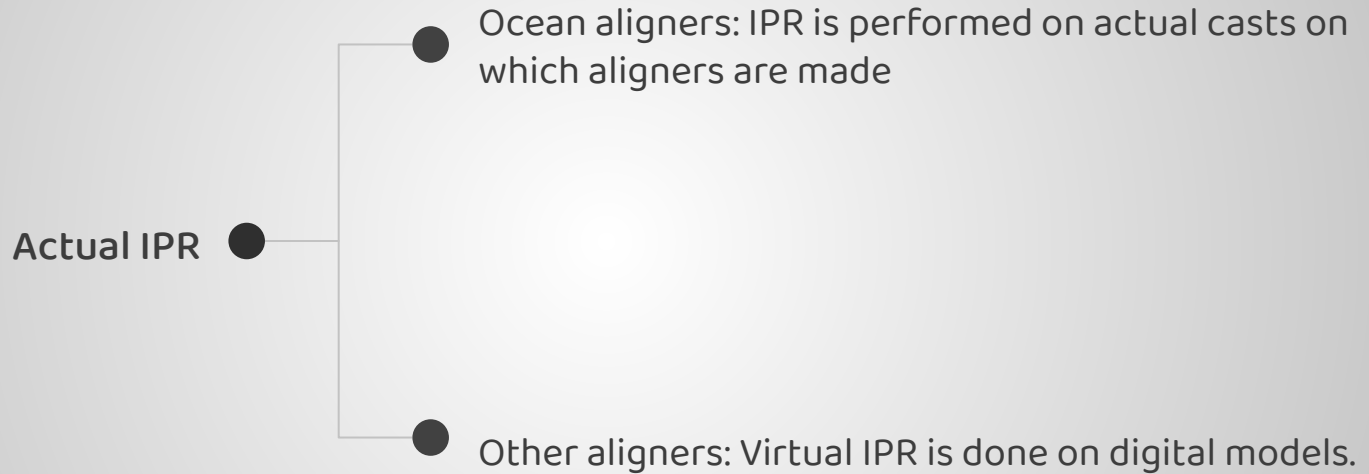 Ocean aligners: IPR is performed on actual casts on
which aligners are made
Actual IPR
Other aligners: Virtual IPR is done on digital models.